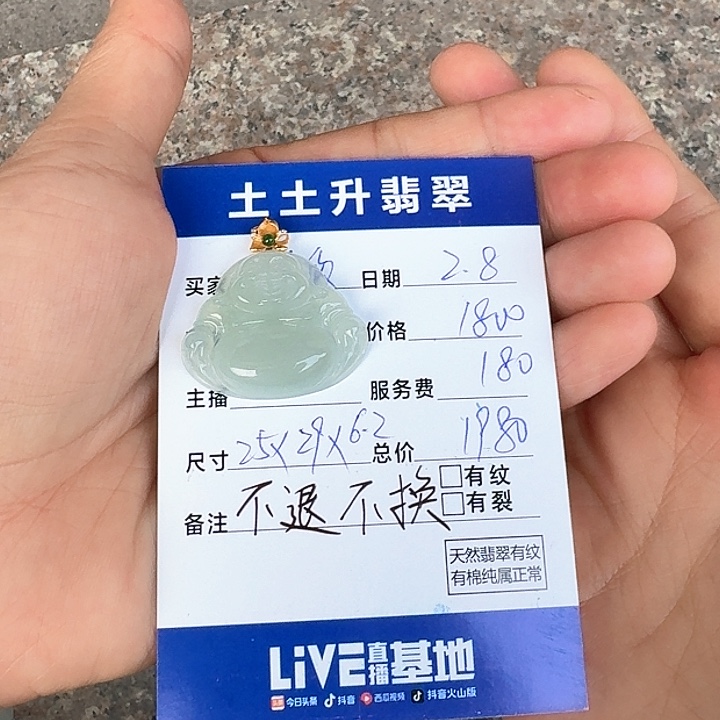 土土升翡翠
买家 日期 2.8
价格 1800
主播 服务费 180
尺寸 25X29X6.2 总价 1980
有纹
有裂
备注 不退不换
天然翡翠有纹
有棉纯属正常
LiVE直播基地
今日头条 抖音 西瓜视频 抖音火山版